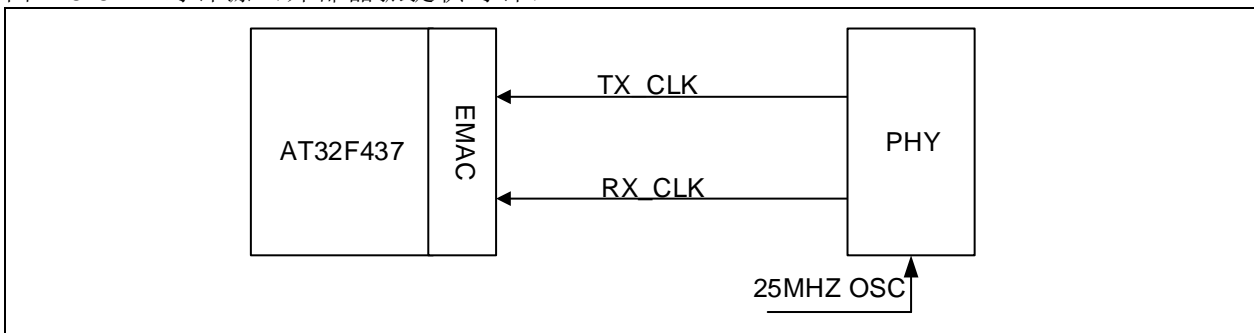 TX_CLK
EMAC
AT32F437
PHY
RX_CLK
25MHZ OSC